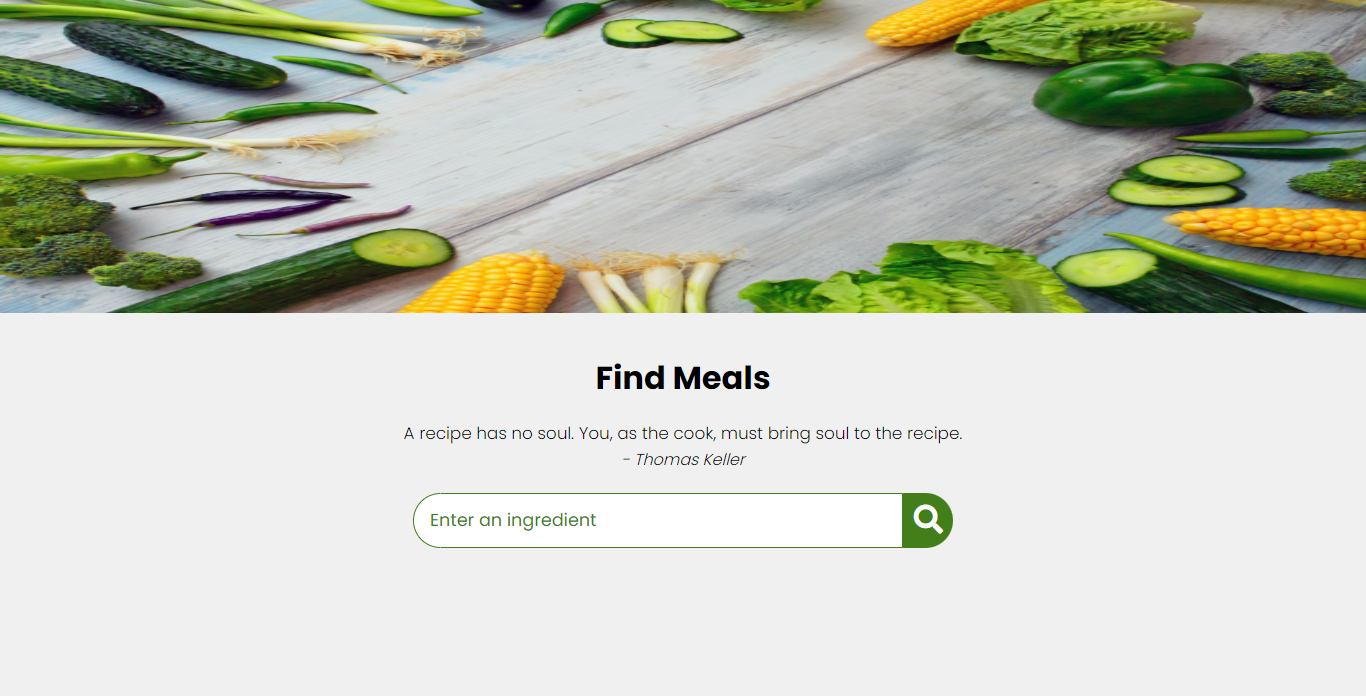 Find Meals
A recipe has no soul. You, as the cook, must bring soul to the recipe.
- Thomas Keller
Enter an ingredient